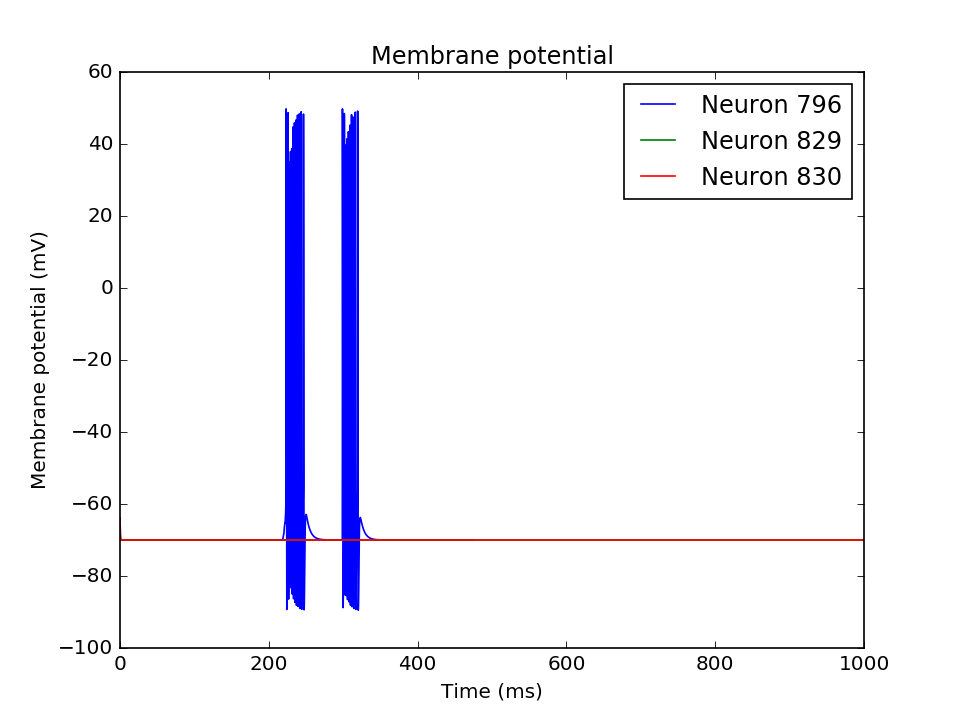 Membrane potential
60
40
20
0
−20
−40
−60
−80
−100
Membrane potential (mV)
Neuron 796
Neuron 829
Neuron 830
0 200 400 600 800 1000
Time (ms)